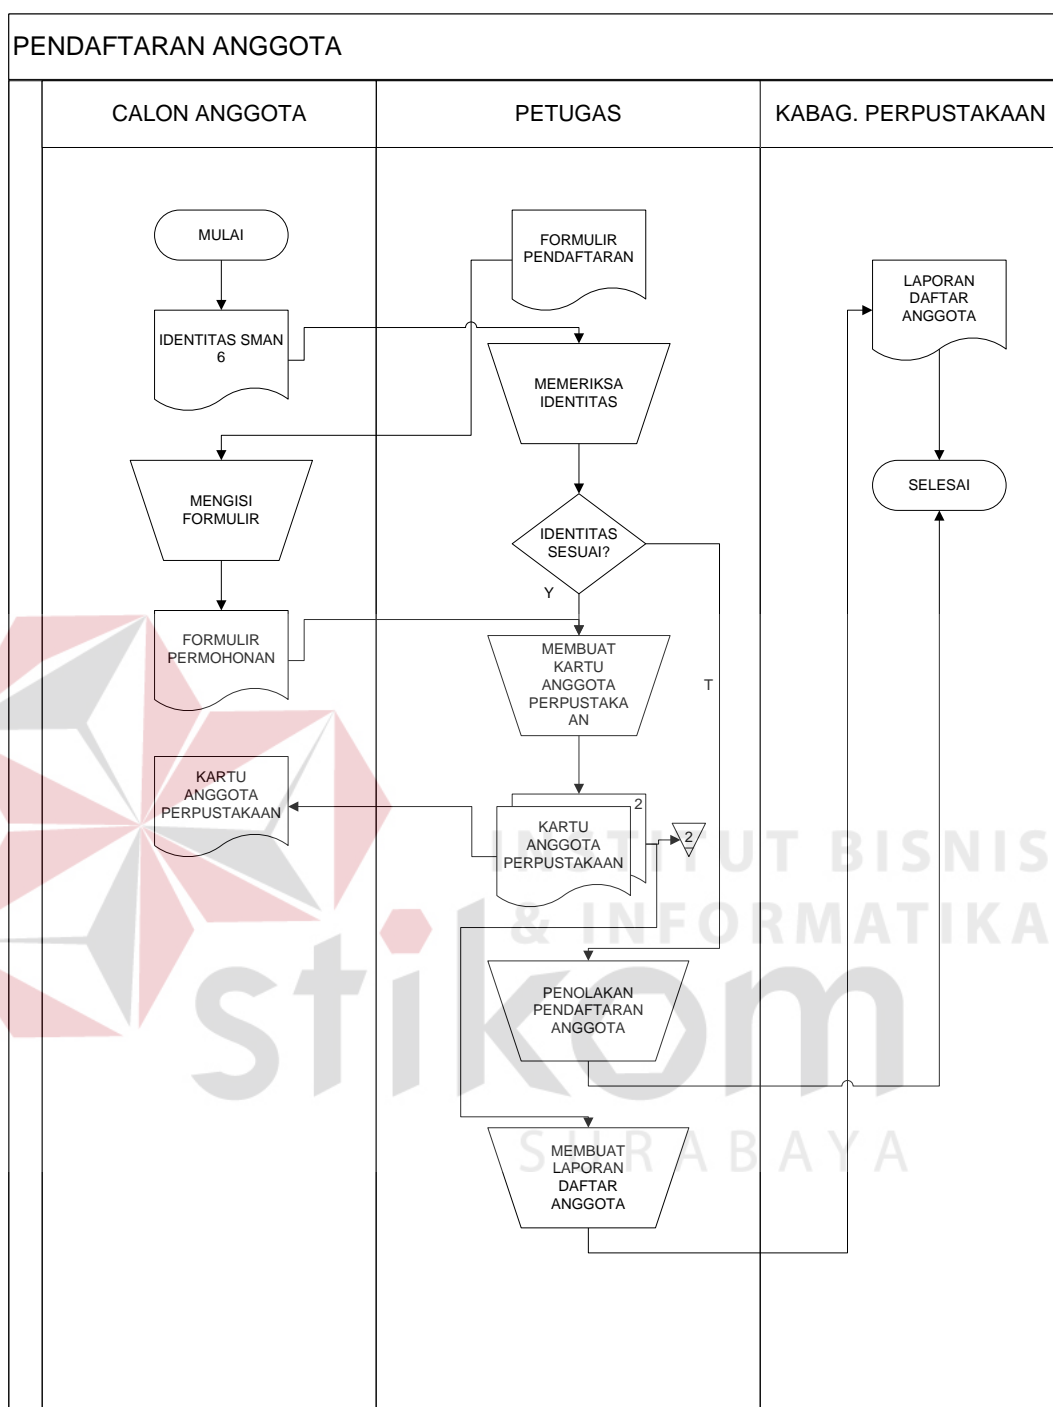 PENDAFTARAN ANGGOTA
CALON ANGGOTA
PETUGAS
KABAG. PERPUSTAKAAN
MULAI
FORMULIR
PENDAFTARAN
LAPORAN
DAFTAR
ANGGOTA
IDENTITAS SMAN
6
MEMERIKSA
IDENTITAS
MENGISI
FORMULIR
SELESAI
IDENTITAS
SESUAI?
Y
FORMULIR
PERMOHONAN
MEMBUAT
KARTU
ANGGOTA
PERPUSTAKA
AN
T
KARTU
ANGGOTA
PERPUSTAKAAN
2
KARTU
ANGGOTA
PERPUSTAKAAN
2
INSTITUT BISNIS
& INFORMATIKA
stikom
SURABAYA
PENOLAKAN
PENDAFTARAN
ANGGOTA
MEMBUAT
LAPORAN
DAFTAR
ANGGOTA